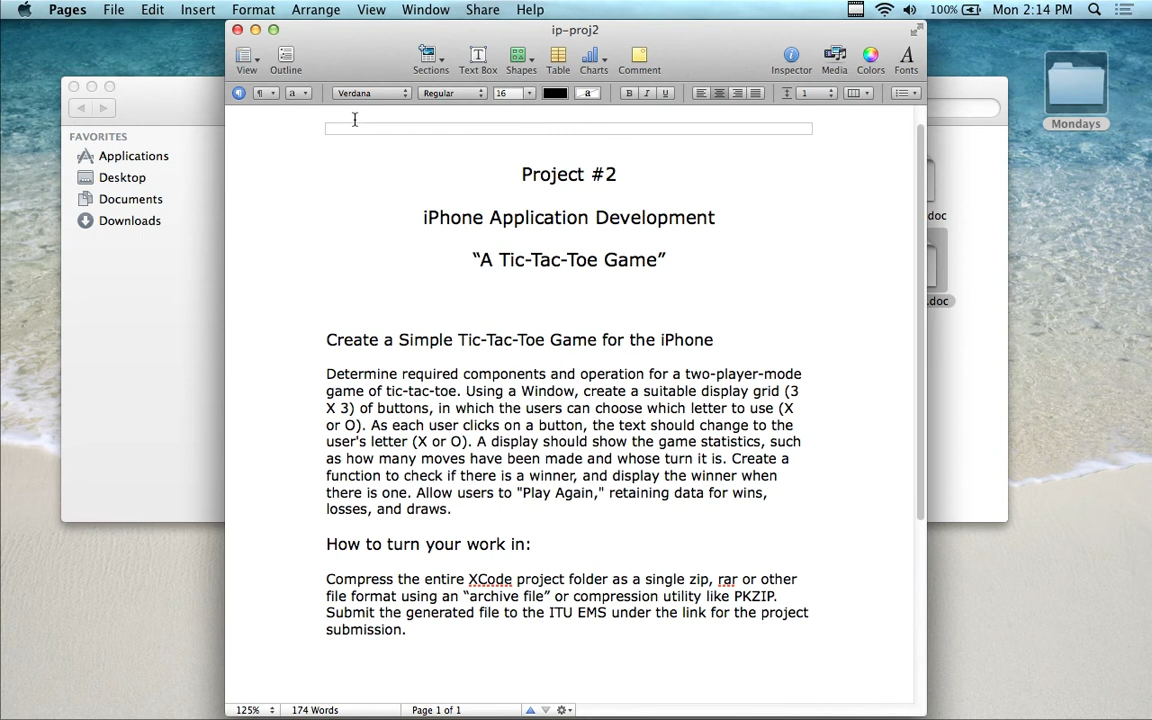 Pages File Edit Insert Format Arrange View Window Share Help 100% Mon 2:14 PM
ip-proj2
View Outline Sections Text Box Shapes Table Charts Comment Inspector Media Colors Fonts
a Verdana Regular 16 a B I U 1
FAVORITES
Applications
Desktop
Documents
Downloads
Mondays
doc
.doc
Project #2
iPhone Application Development
“A Tic-Tac-Toe Game”
Create a Simple Tic-Tac-Toe Game for the iPhone
Determine required components and operation for a two-player-mode
game of tic-tac-toe. Using a Window, create a suitable display grid (3
X 3) of buttons, in which the users can choose which letter to use (X
or O). As each user clicks on a button, the text should change to the
user's letter (X or O). A display should show the game statistics, such
as how many moves have been made and whose turn it is. Create a
function to check if there is a winner, and display the winner when
there is one. Allow users to "Play Again," retaining data for wins,
losses, and draws.
How to turn your work in:
Compress the entire XCode project folder as a single zip, rar or other
file format using an “archive file” or compression utility like PKZIP.
Submit the generated file to the ITU EMS under the link for the project
submission.
125% 174 Words Page 1 of 1